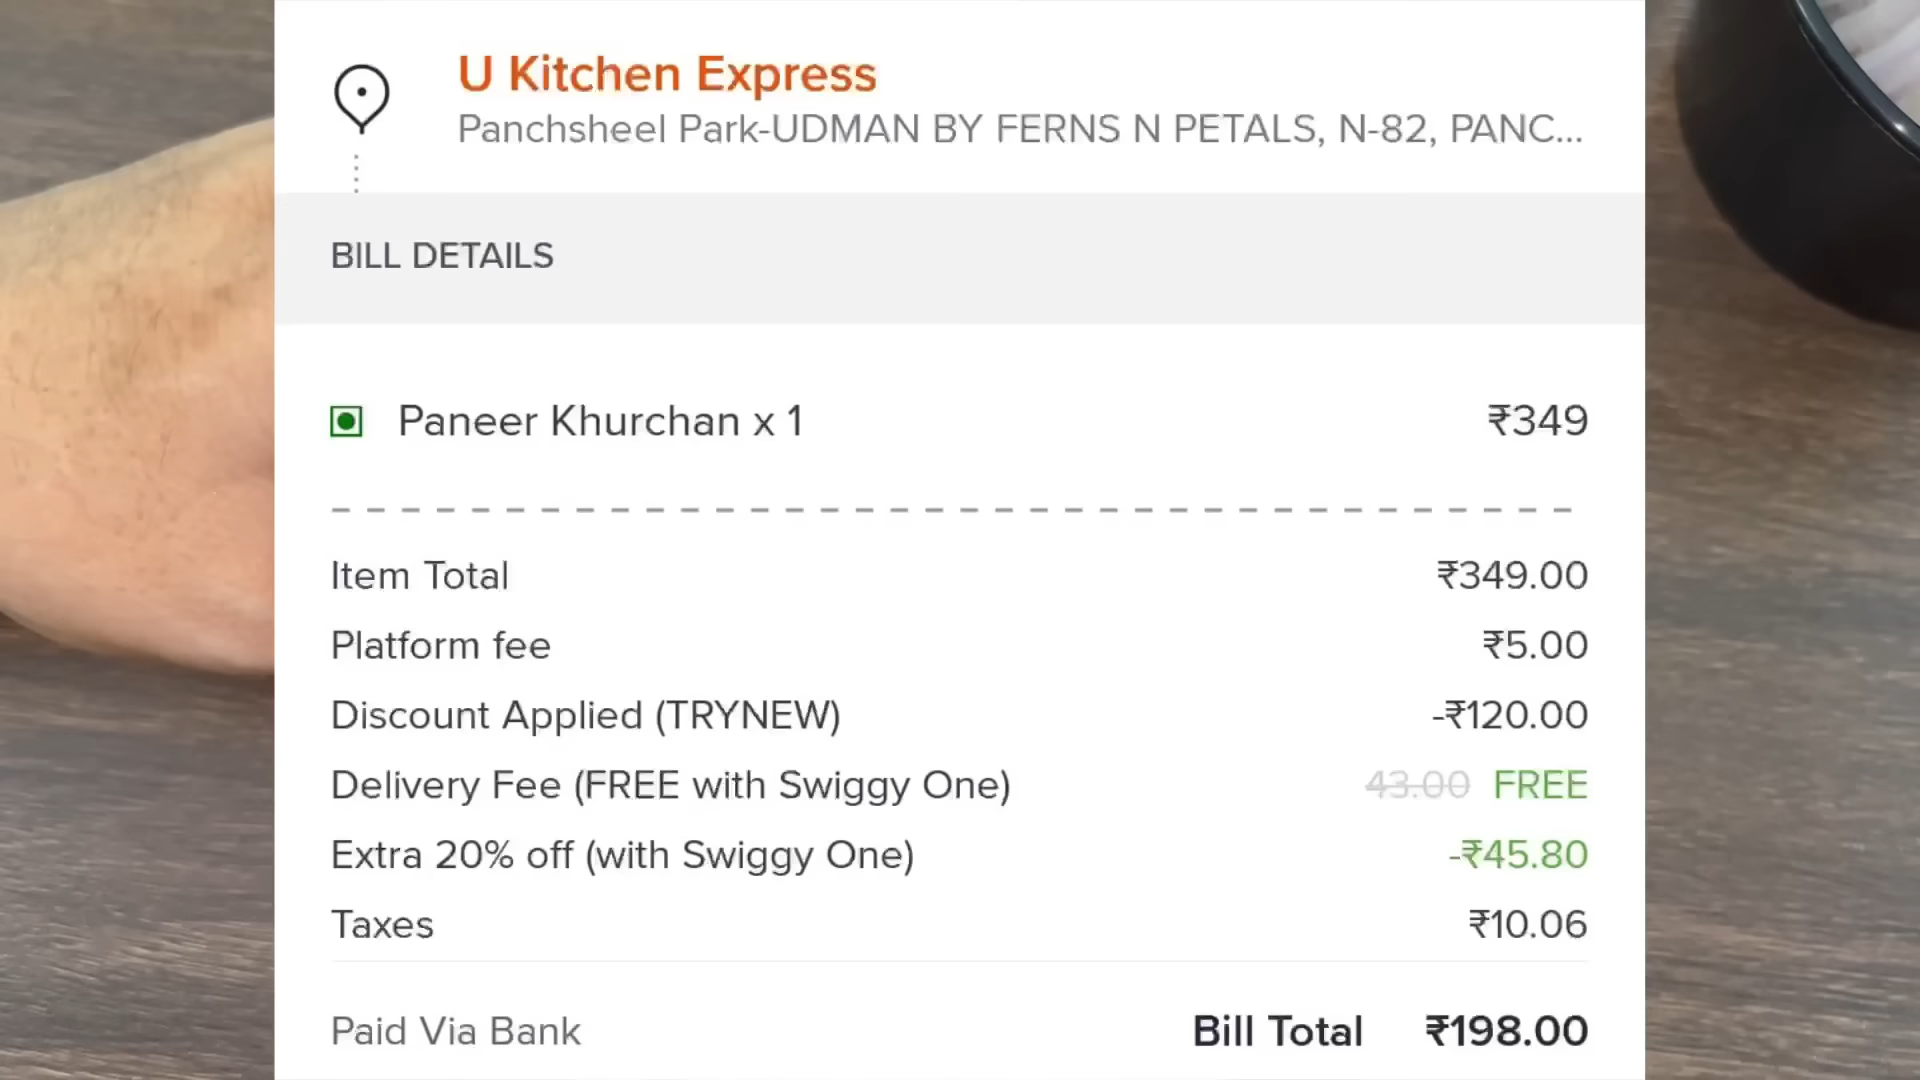 U Kitchen Express
Panchsheel Park-UDMAN BY FERNS N PETALS, N-82, PANC...
BILL DETAILS
Paneer Khurchan x 1 ₹349
Item Total ₹349.00
Platform fee ₹5.00
Discount Applied (TRYNEW) -₹120.00
Delivery Fee (FREE with Swiggy One) 43.00 FREE
Extra 20% off (with Swiggy One) -₹45.80
Taxes ₹10.06
Paid Via Bank Bill Total ₹198.00